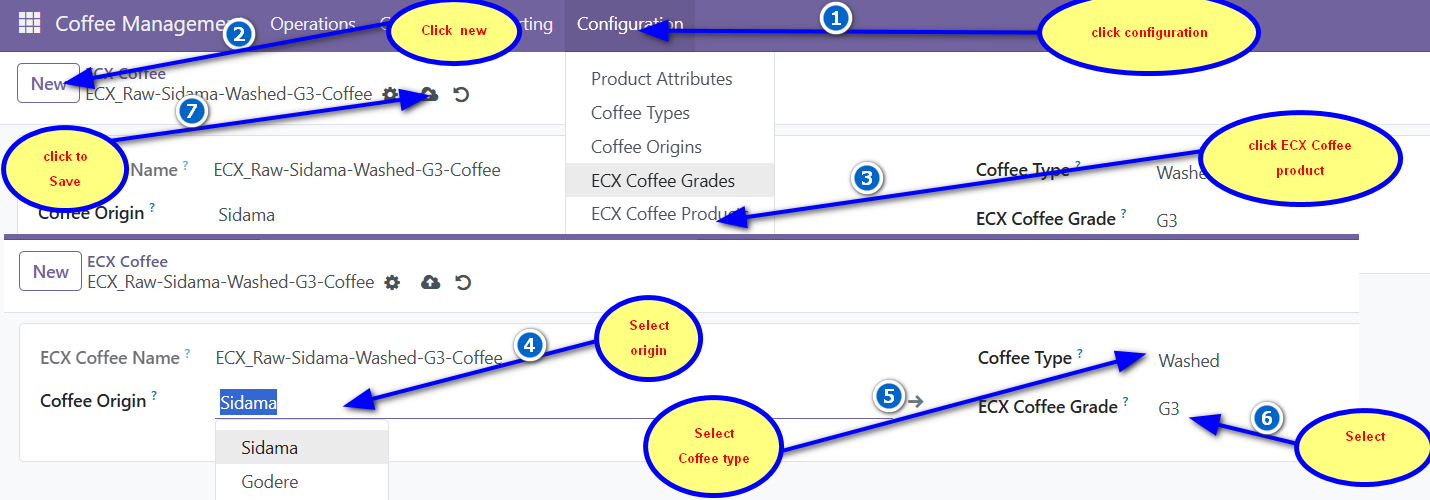 Coffee Management Operations Configuration
Click new
click configuration
1
2
New
ECX Coffee
ECX_Raw-Sidama-Washed-G3-Coffee
7
Product Attributes
Coffee Types
Coffee Origins
ECX Coffee Grades
ECX Coffee Products
click to
Save
Name ?
ECX_Raw-Sidama-Washed-G3-Coffee
Coffee Origin ?
Sidama
3
click ECX Coffee
product
Coffee Type ?
Washed
ECX Coffee Grade ?
G3
New
ECX Coffee
ECX_Raw-Sidama-Washed-G3-Coffee
Select
origin
4
ECX Coffee Name ?
ECX_Raw-Sidama-Washed-G3-Coffee
Coffee Type ?
Washed
Coffee Origin ?
Sidama
5
ECX Coffee Grade ?
G3
6
Select
Coffee type
Select
Sidama
Godere